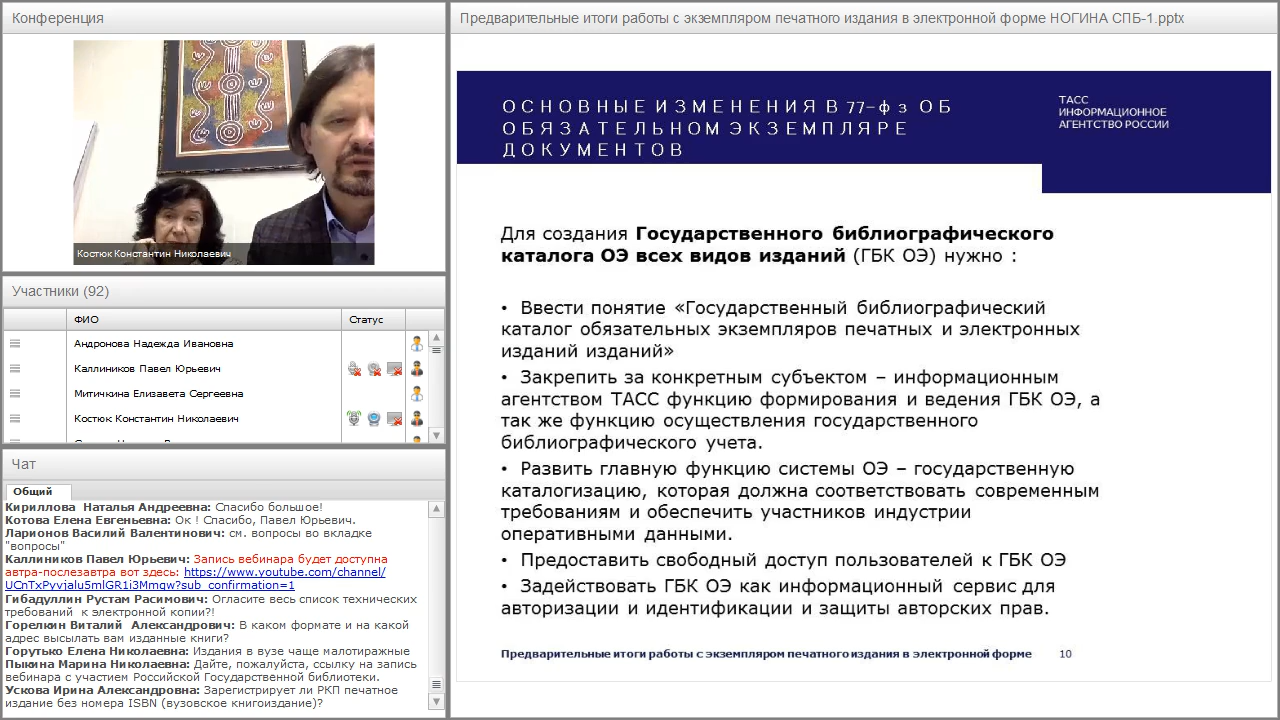 Конференция
Костюк Константин Николаевич
Участники (92)
ФИО
Статус
Андронова Надежда Ивановна
Каллиников Павел Юрьевич
Митичкина Елизавета Сергеевна
Костюк Константин Николаевич
Чат
Общий
Кириллова Наталья Андреевна: Спасибо большое!
Котова Елена Евгеньевна: Ок ! Спасибо, Павел Юрьевич.
Ларионов Василий Валентинович: см. вопросы во вкладке
"вопросы"
Каллиников Павел Юрьевич: Запись вебинара будет доступна
автра-послезавтра вот здесь: https://www.youtube.com/channel/
UCnTxPyvjalu5mlGR1i3Mmqw?sub_confirmation=1
Гибадуллин Рустам Расимович: Огласите весь список технических
требований к электронной копии?!
Горелкин Виталий Александрович: В каком формате и на какой
адрес высылать вам изданные книги?
Горутько Елена Николаевна: Издания в вузе чаще малотиражные
Пыкина Марина Николаевна: Дайте, пожалуйста, ссылку на запись
вебинара с участием Российской Государственной библиотеки.
Ускова Ирина Александровна: Зарегистрирует ли РКП печатное
издание без номера ISBN (вузовское книгоиздание)?
Предварительные итоги работы с экземпляром печатного издания в электронной форме НОГИНА СПБ-1.pptx
ОСНОВНЫЕ ИЗМЕНЕНИЯ В 77–ф з ОБ
ОБЯЗАТЕЛЬНОМ ЭКЗЕМПЛЯРЕ
ДОКУМЕНТОВ
ТАСС
ИНФОРМАЦИОННОЕ
АГЕНТСТВО РОССИИ
Для создания Государственного библиографического
каталога ОЭ всех видов изданий (ГБК ОЭ) нужно :
• Ввести понятие «Государственный библиографический
каталог обязательных экземпляров печатных и электронных
изданий изданий»
• Закрепить за конкретным субъектом – информационным
агентством ТАСС функцию формирования и ведения ГБК ОЭ, а
так же функцию осуществления государственного
библиографического учета.
• Развить главную функцию системы ОЭ – государственную
каталогизацию, которая должна соответствовать современным
требованиям и обеспечить участников индустрии
оперативными данными.
• Предоставить свободный доступ пользователей к ГБК ОЭ
• Задействовать ГБК ОЭ как информационный сервис для
авторизации и идентификации и защиты авторских прав.
Предварительные итоги работы с экземпляром печатного издания в электронной форме 10